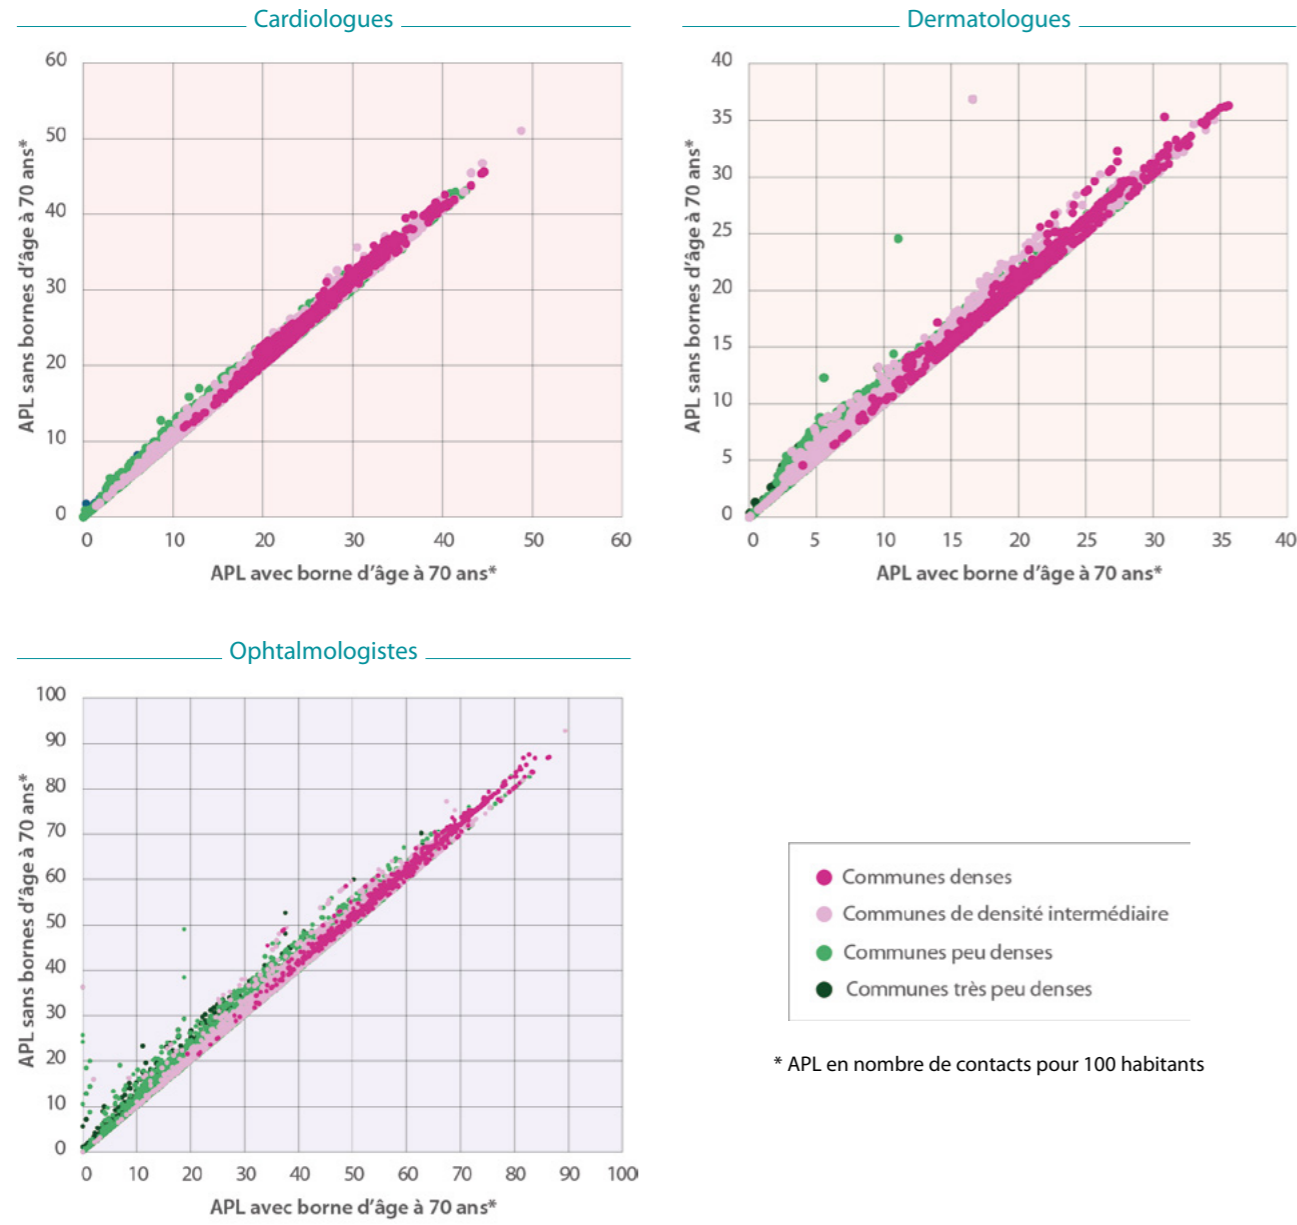 Cardiologues
60
50
40
30
20
10
0
0 10 20 30 40 50 60
APL sans bornes d'âge à 70 ans*
APL avec borne d'âge à 70 ans*
Dermatologues
40
35
30
25
20
15
10
5
0
0 5 10 15 20 25 30 35 40
APL sans bornes d'âge à 70 ans*
APL avec borne d'âge à 70 ans*
Ophtalmologistes
100
90
80
70
60
50
40
30
20
10
0
0 10 20 30 40 50 60 70 80 90 100
APL sans bornes d'âge à 70 ans*
APL avec borne d'âge à 70 ans*
Communes denses
Communes de densité intermédiaire
Communes peu denses
Communes très peu denses
* APL en nombre de contacts pour 100 habitants